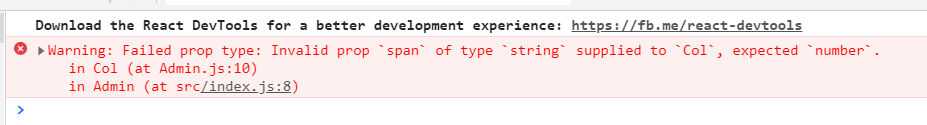 Download the React DevTools for a better development experience: https://fb.me/react-devtools
Warning: Failed prop type: Invalid prop `span` of type `string` supplied to `Col`, expected `number`.
in Col (at Admin.js:10)
in Admin (at src/index.js:8)